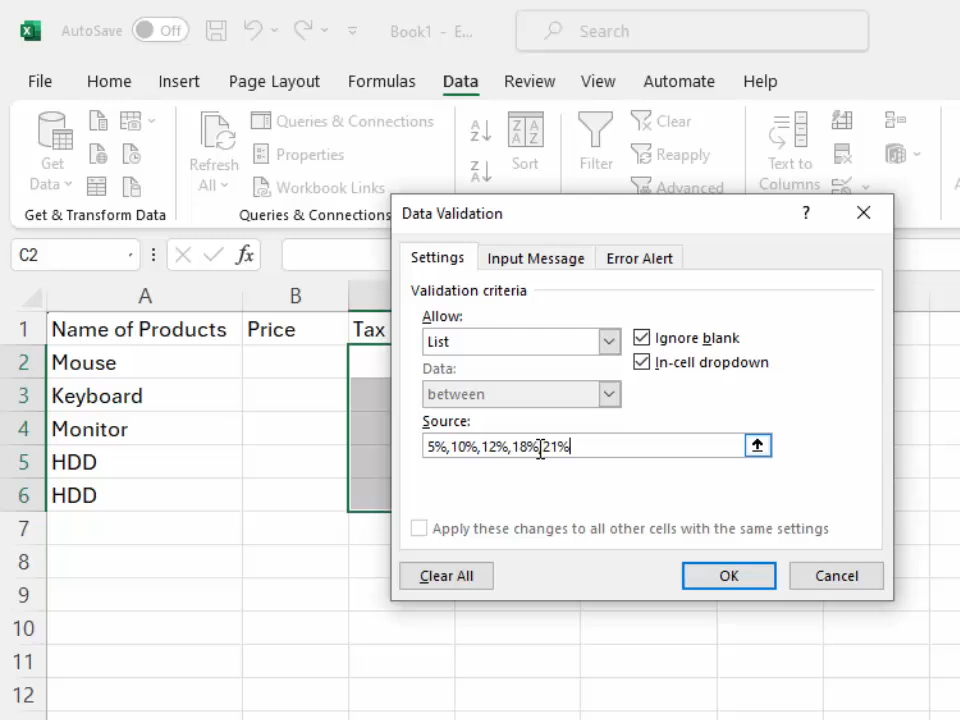 AutoSave Off Book1 - E... Search
File Home Insert Page Layout Formulas Data Review View Automate Help
Get Data
Refresh All
Queries & Connections
Properties
Workbook Links
Sort
Filter
Clear
Reapply
Advanced
Text to Columns
Get & Transform Data
Queries & Connections
C2
fx
A B
1 Name of Products Price Tax
2 Mouse
3 Keyboard
4 Monitor
5 HDD
6 HDD
7
8
9
10
11
12
Data Validation ?
Settings Input Message Error Alert
Validation criteria
Allow:
List
Ignore blank
In-cell dropdown
Data:
between
Source:
5%,10%,12%,18%,21%
Apply these changes to all other cells with the same settings
Clear All OK Cancel